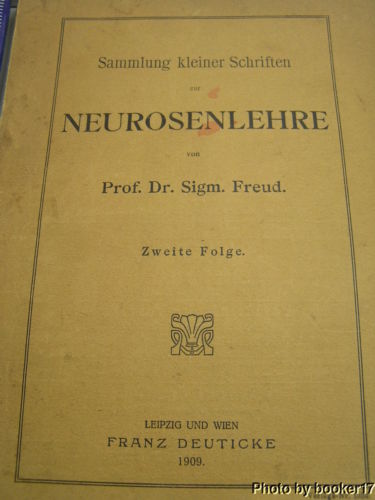 Sammlung kleiner Schriften
zur
NEUROSENLEHRE
von
Prof. Dr. Sigm. Freud.
Zweite Folge.
LEIPZIG UND WIEN
FRANZ DEUTICKE
1909.
Photo by booker17